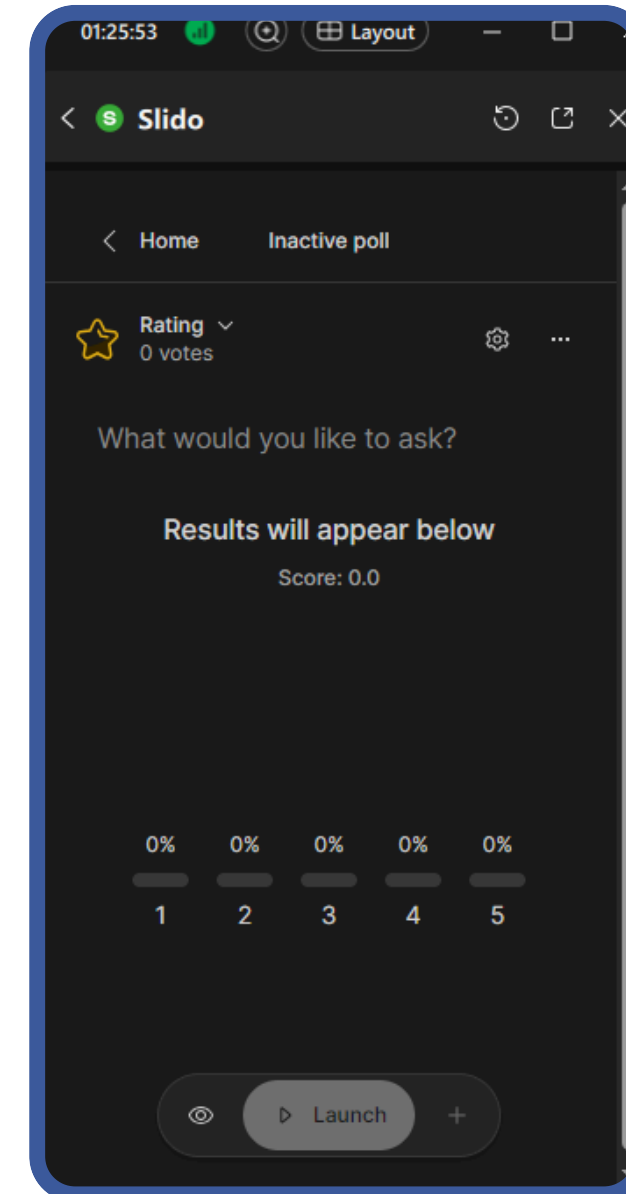 01:25:53 Layout
S Slido
Home Inactive poll
Rating
0 votes
What would you like to ask?
Results will appear below
Score: 0.0
0% 0% 0% 0% 0%
1 2 3 4 5
Launch